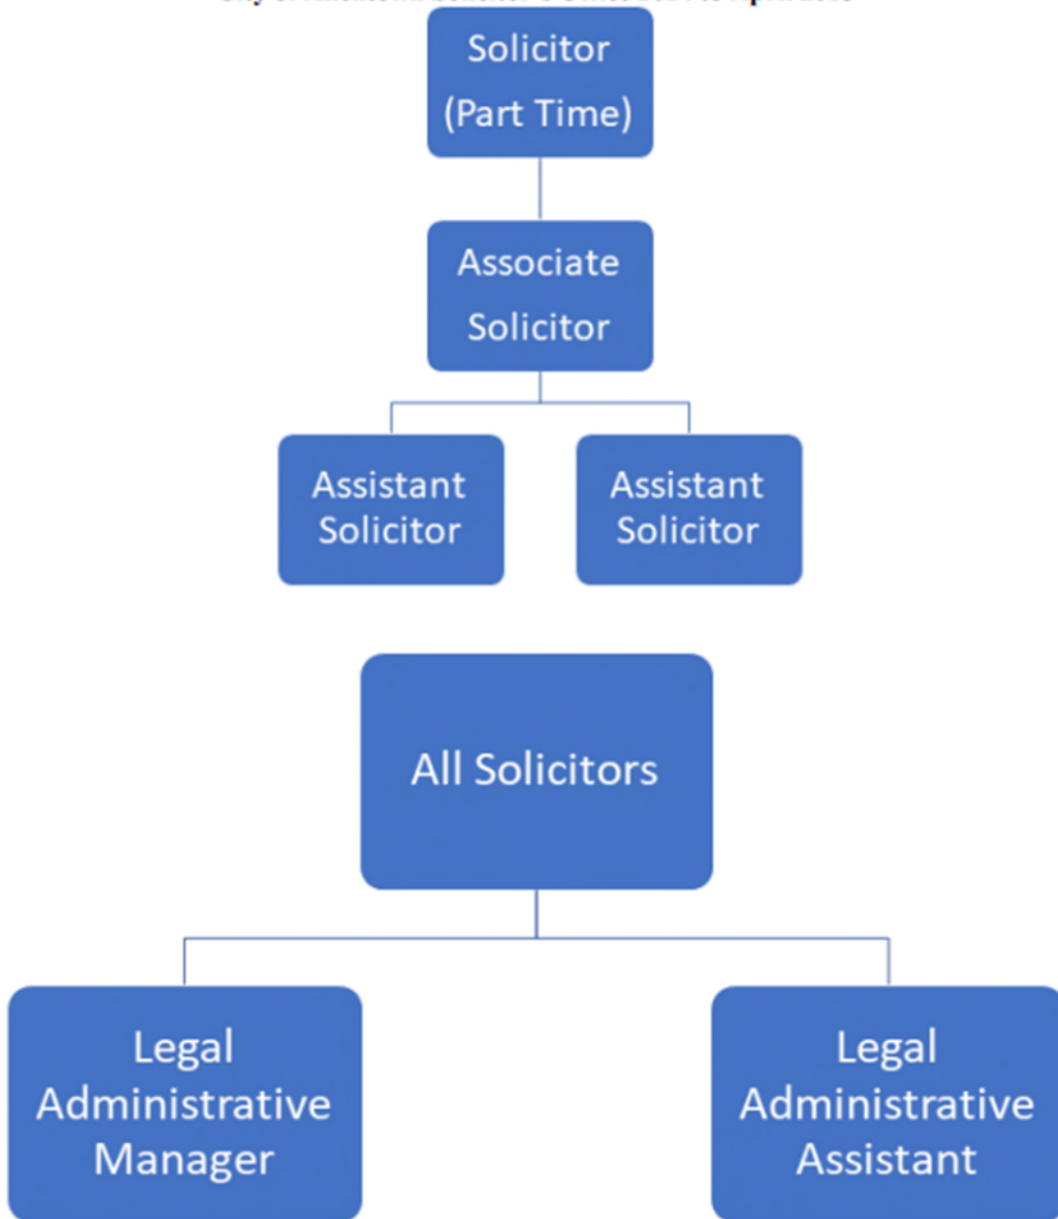 Solicitor
(Part Time)
Associate
Solicitor
Assistant
Solicitor
Assistant
Solicitor
All Solicitors
Legal
Administrative
Manager
Legal
Administrative
Assistant